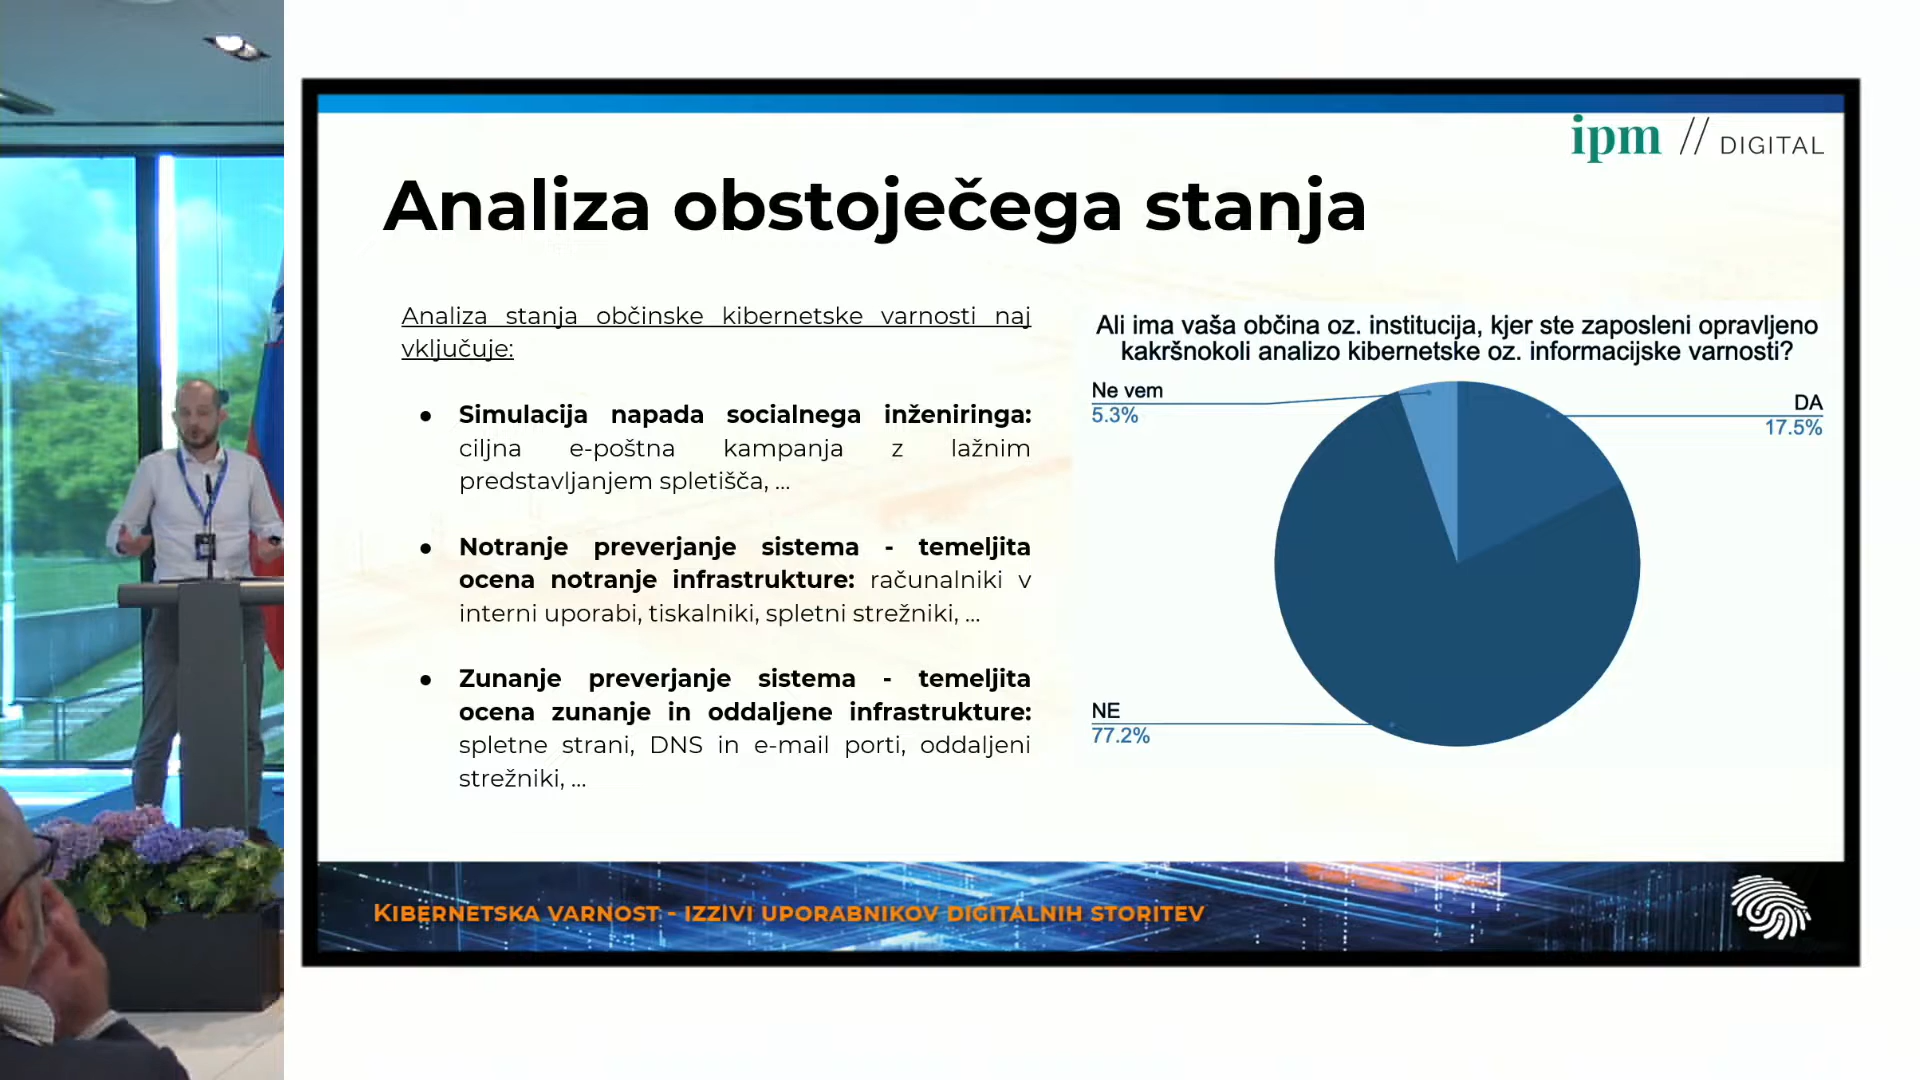 ipm // DIGITAL
Analiza obstoječega stanja
Analiza stanja občinske kibernetske varnosti naj
vključuje:
● Simulacija napada socialnega inženiringa:
ciljna e-poštna kampanja z lažnim
predstavljanjem spletišča, ...
● Notranje preverjanje sistema - temeljita
ocena notranje infrastrukture: računalniki v
interni uporabi, tiskalniki, spletni strežniki, ...
● Zunanje preverjanje sistema - temeljita
ocena zunanje in oddaljene infrastrukture:
spletne strani, DNS in e-mail porti, oddaljeni
strežniki, ...
Ali ima vaša občina oz. institucija, kjer ste zaposleni opravljeno
kakršnokoli analizo kibernetske oz. informacijske varnosti?
Ne vem
5.3%
DA
17.5%
NE
77.2%
KIBERNETSKA VARNOST - IZZIVI UPORABNIKOV DIGITALNIH STORITEV